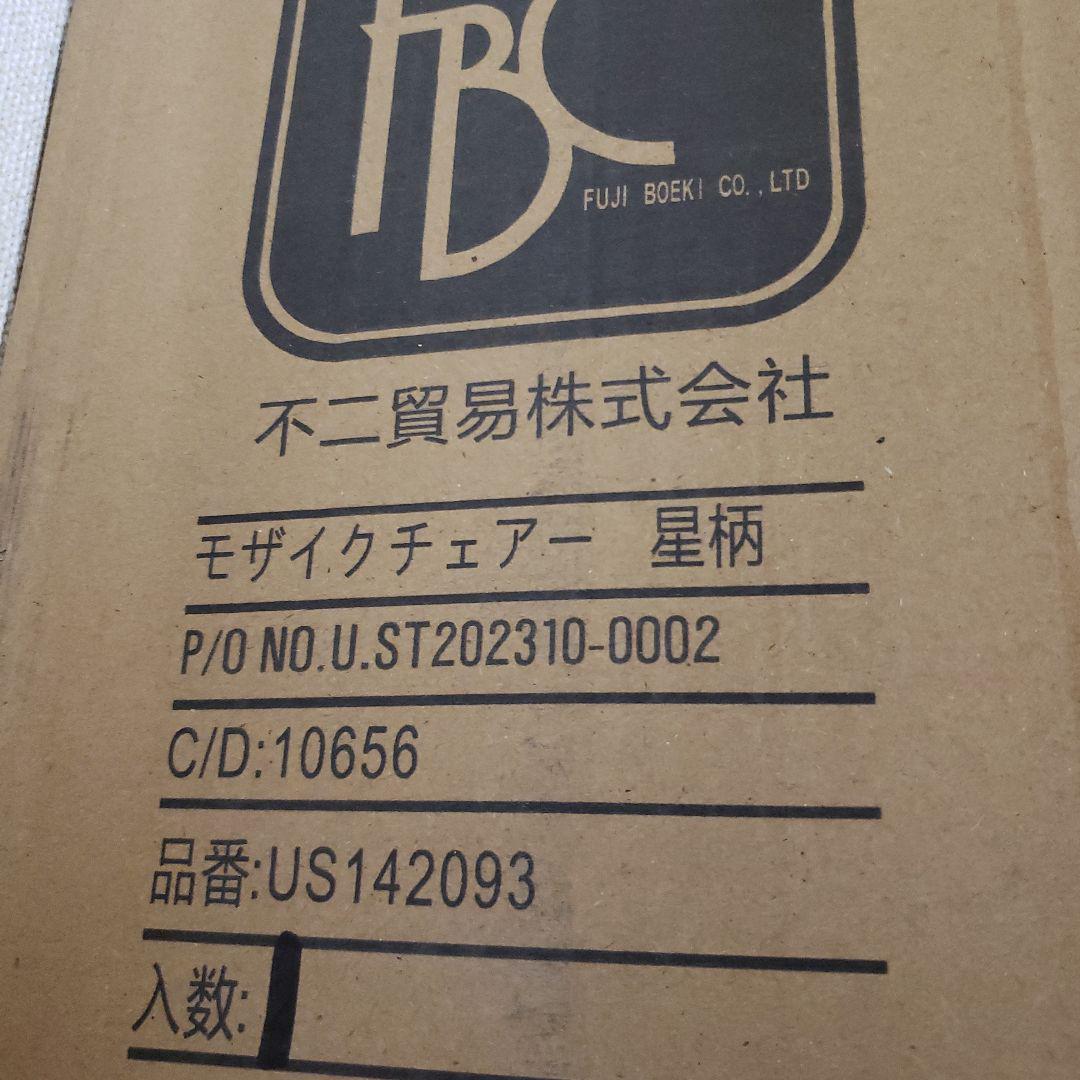 FBC
FUJI BOEKI CO.,LTD
不二貿易株式会社
モザイクチェアー 星柄
P/O NO.U.ST202310-0002
C/D:10656
品番:US142093
入数:1